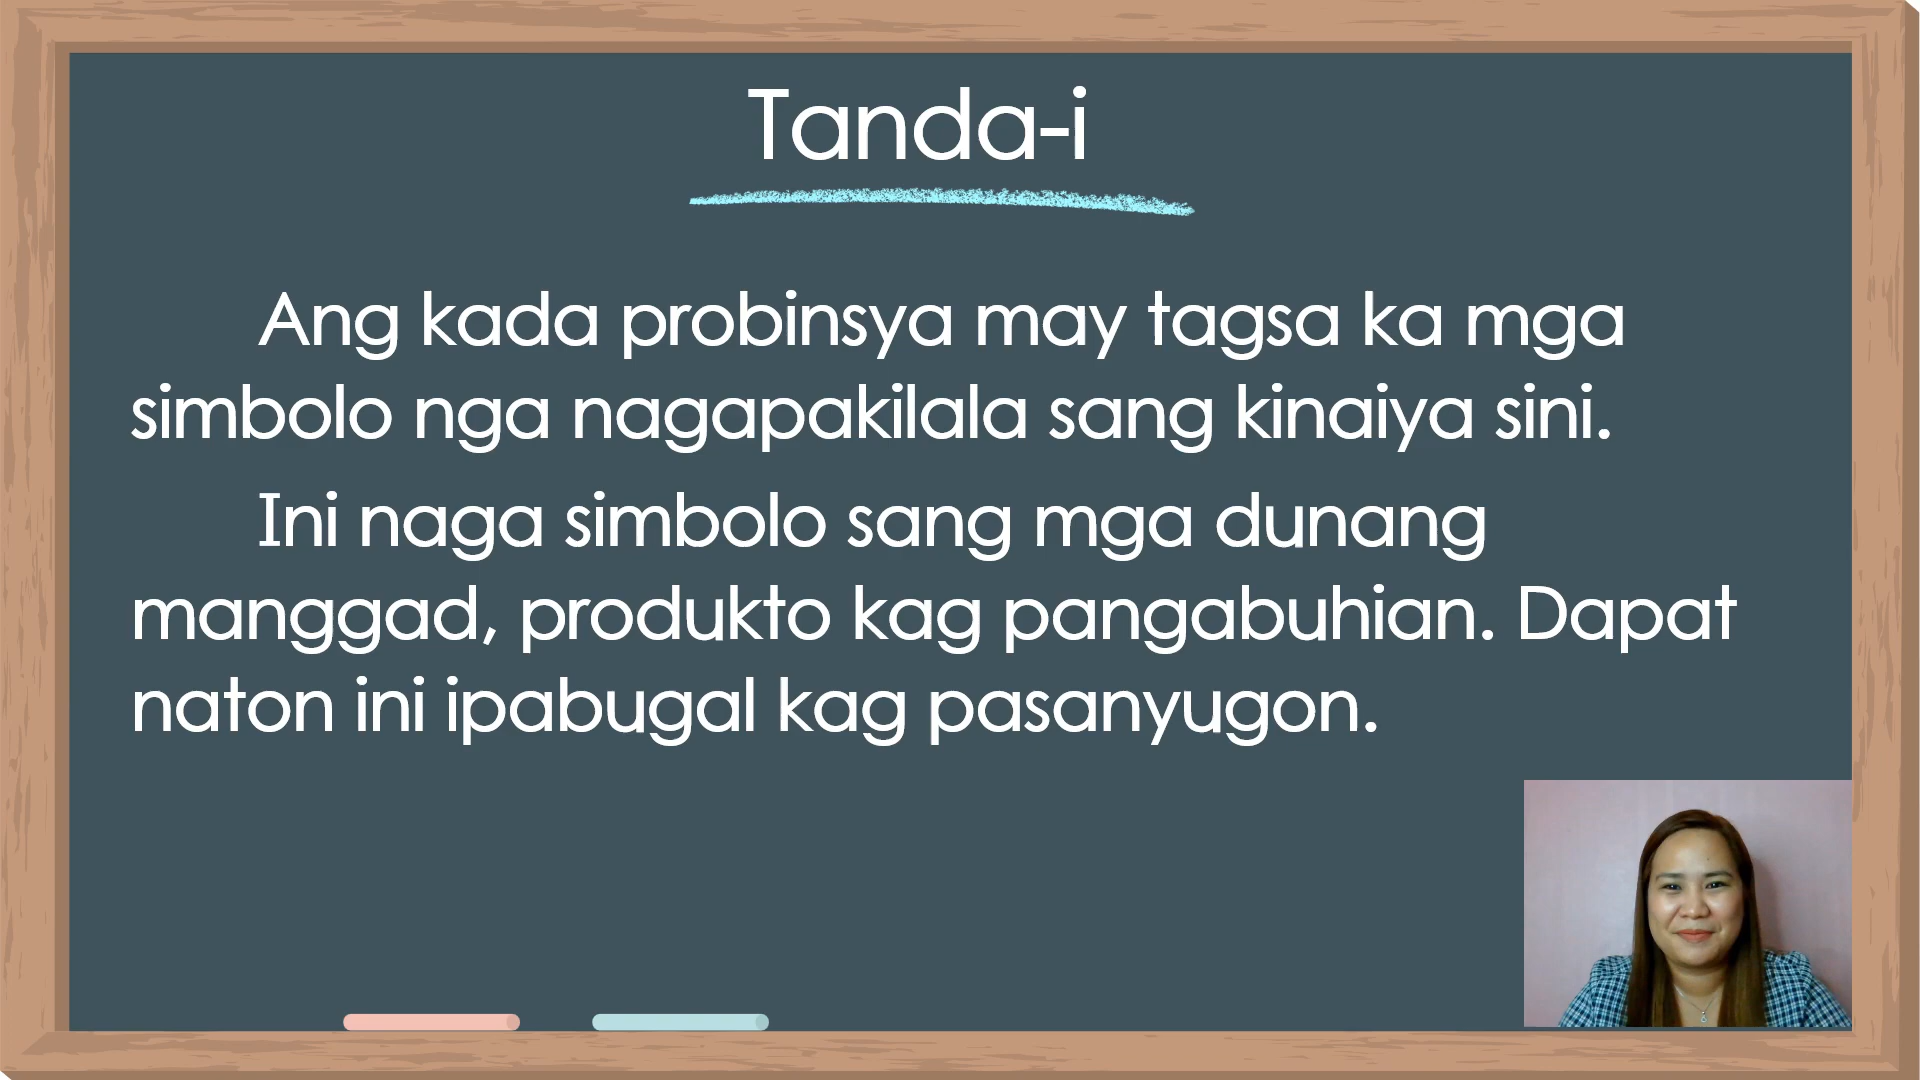 Tanda-i
Ang kada probinsya may tagsa ka mga
simbolo nga nagapakilala sang kinaiya sini.
Ini naga simbolo sang mga dunang
manggad, produkto kag pangabuhian. Dapat
naton ini ipabugal kag pasanyugon.